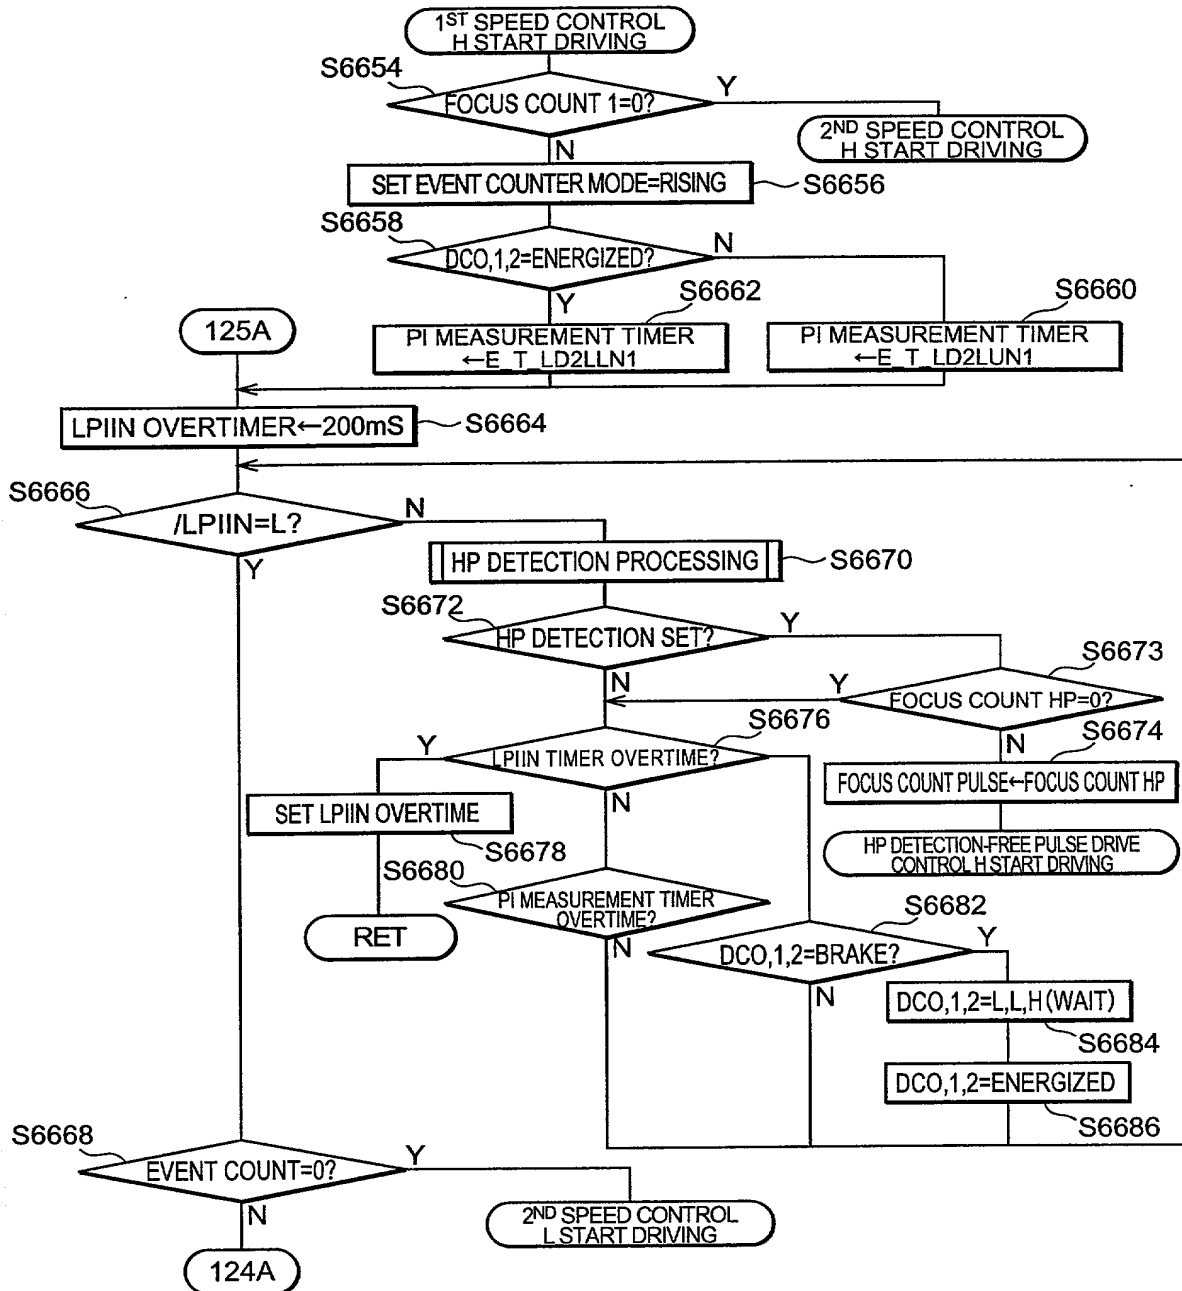 1ST SPEED CONTROL
H START DRIVING
S6654
FOCUS COUNT 1=0?
Y
N
2ND SPEED CONTROL
H START DRIVING
SET EVENT COUNTER MODE=RISING
S6656
S6658
DCO,1,2=ENERGIZED?
N
Y
S6662
S6660
125A
PI MEASUREMENT TIMER
←E_T_LD2LLN1
PI MEASUREMENT TIMER
←E_T_LD2LUN1
LPIIN OVERTIMER←200mS
S6664
S6666
/LPIIN=L?
N
Y
HP DETECTION PROCESSING
S6670
S6672
HP DETECTION SET?
Y
N
S6673
FOCUS COUNT HP=0?
Y
N
S6676
LPIIN TIMER OVERTIME?
Y
N
S6674
FOCUS COUNT PULSE←FOCUS COUNT HP
SET LPIIN OVERTIME
S6678
HP DETECTION-FREE PULSE DRIVE
CONTROL H START DRIVING
S6680
PI MEASUREMENT TIMER
OVERTIME?
N
RET
S6682
DCO,1,2=BRAKE?
Y
N
DCO,1,2=L,L,H(WAIT)
S6684
DCO,1,2=ENERGIZED
S6686
S6668
EVENT COUNT=0?
Y
N
2ND SPEED CONTROL
L START DRIVING
124A